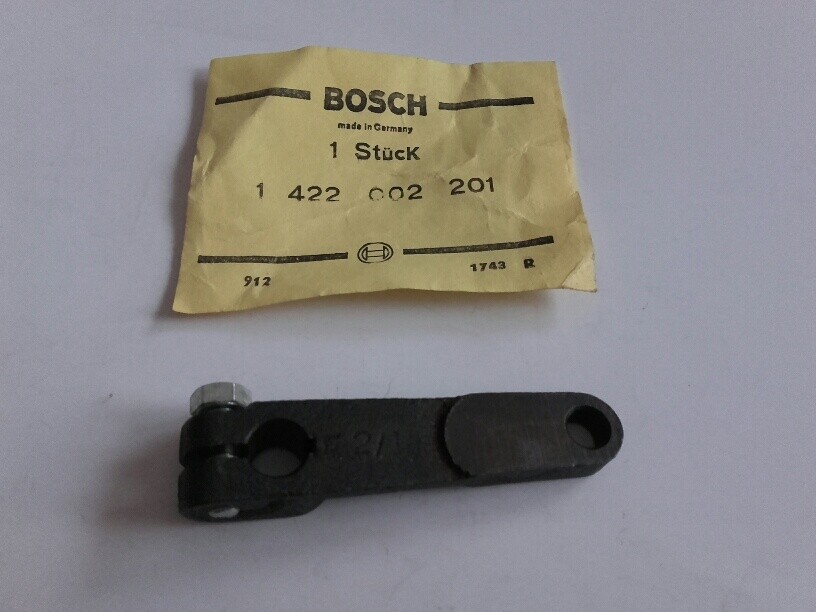 BOSCH
made in Germany
1 Stück
1 422 002 201
912 1743 R